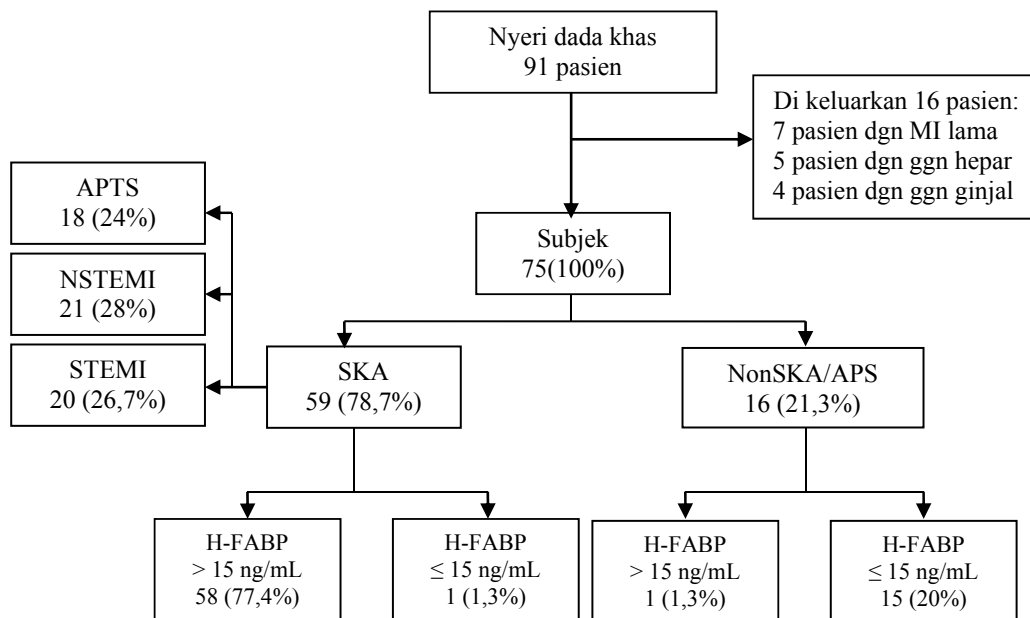 Nyeri dada khas
91 pasien
Di keluarkan 16 pasien:
7 pasien dgn MI lama
5 pasien dgn ggn hepar
4 pasien dgn ggn ginjal
APTS
18 (24%)
NSTEMI
21 (28%)
STEMI
20 (26,7%)
Subjek
75(100%)
SKA
59 (78,7%)
NonSKA/APS
16 (21,3%)
H-FABP
> 15 ng/mL
58 (77,4%)
H-FABP
≤ 15 ng/mL
1 (1,3%)
H-FABP
> 15 ng/mL
1 (1,3%)
H-FABP
≤ 15 ng/mL
15 (20%)